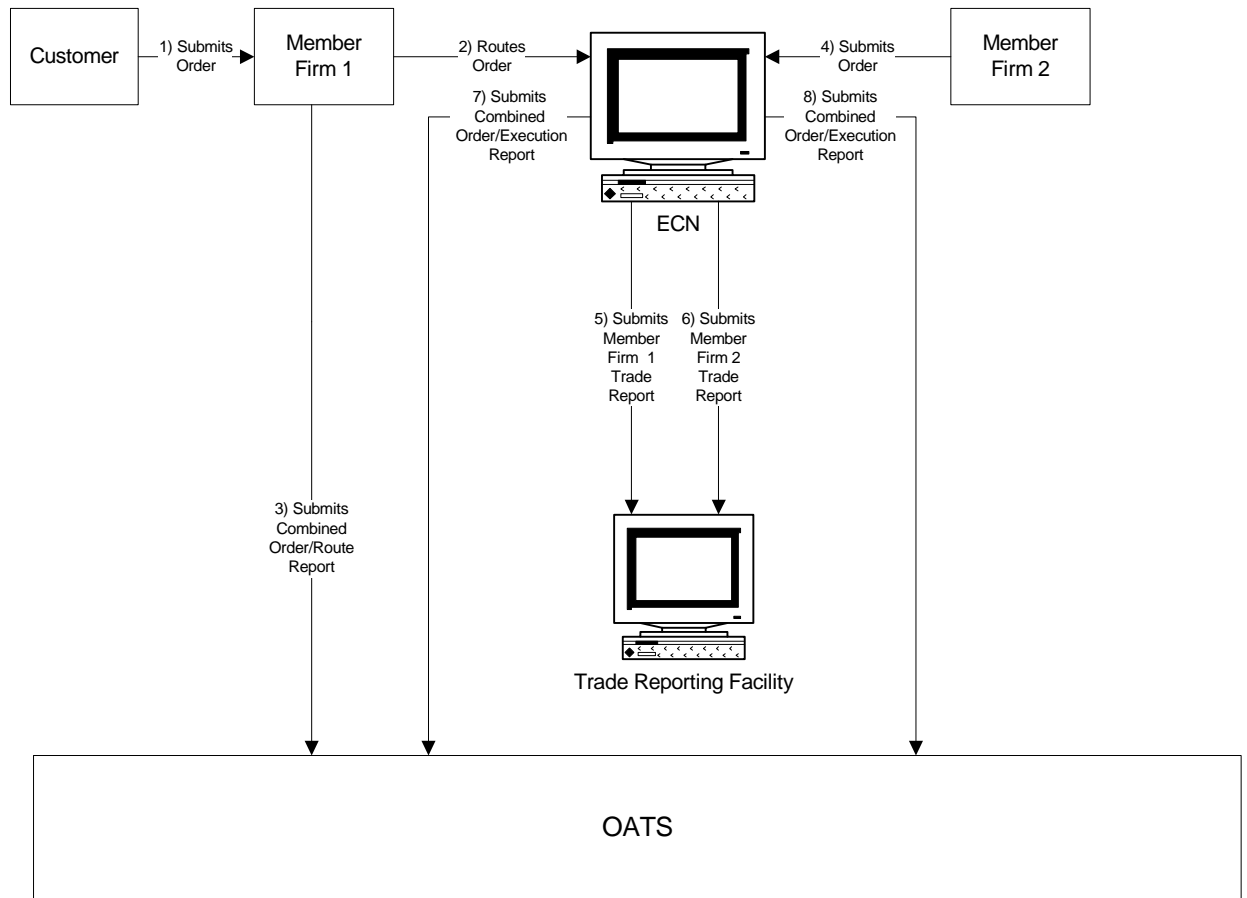 Customer
1) Submits
Order
Member
Firm 1
2) Routes
Order
4) Submits
Order
Member
Firm 2
7) Submits
Combined
Order/Execution
Report
8) Submits
Combined
Order/Execution
Report
ECN
5) Submits
Member
Firm 1
Trade
Report
6) Submits
Member
Firm 2
Trade
Report
3) Submits
Combined
Order/Route
Report
Trade Reporting Facility
OATS